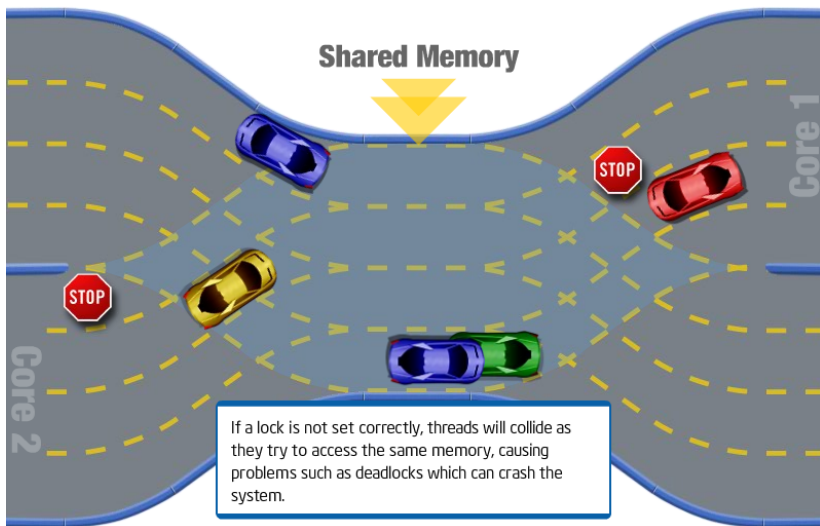 Shared Memory
Core 1
STOP
STOP
Core 2
If a lock is not set correctly, threads will collide as
they try to access the same memory, causing
problems such as deadlocks which can crash the
system.